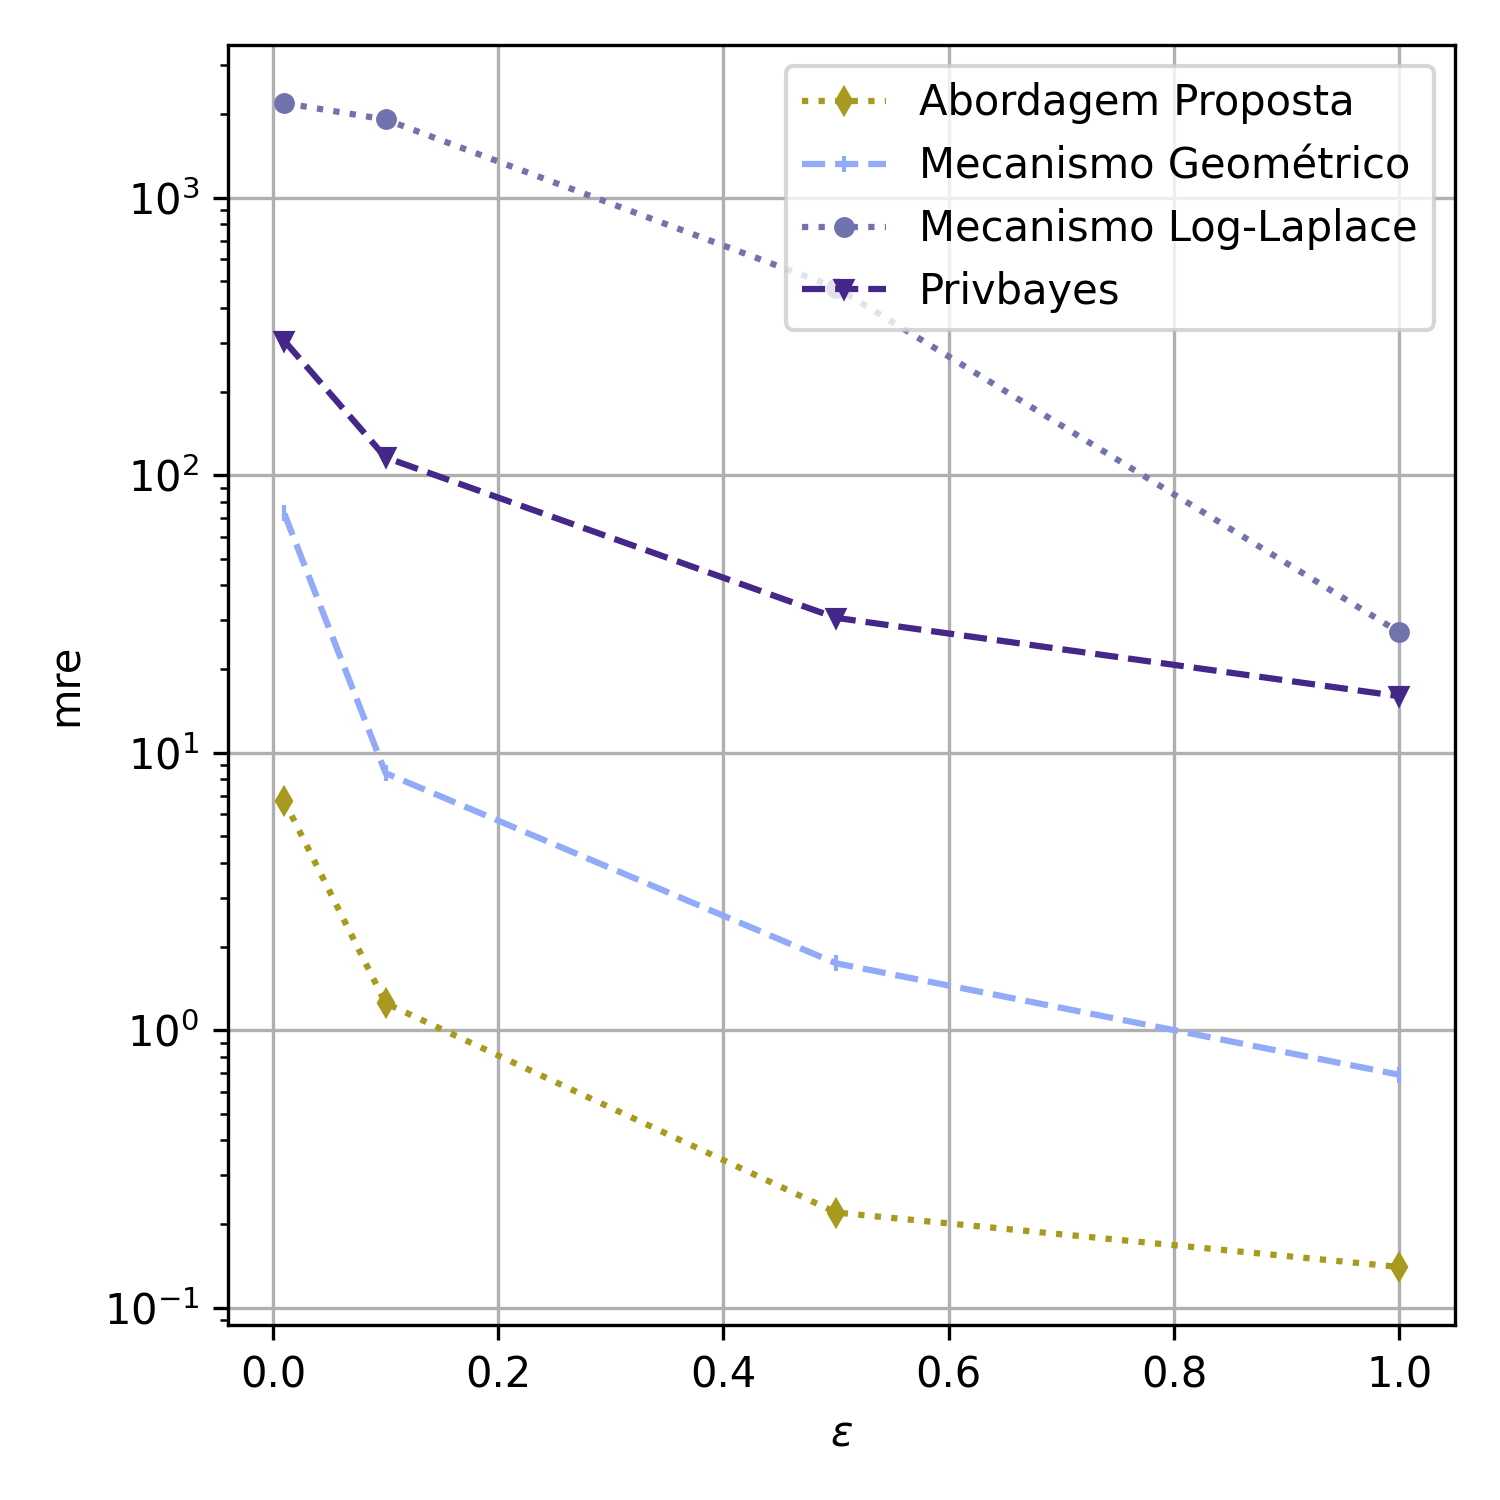 Abordagem Proposta
Mecanismo Geométrico
Mecanismo Log-Laplace
Privbayes
10³
10²
10¹
10⁰
10⁻¹
mre
0.0 0.2 0.4 0.6 0.8 1.0
ε